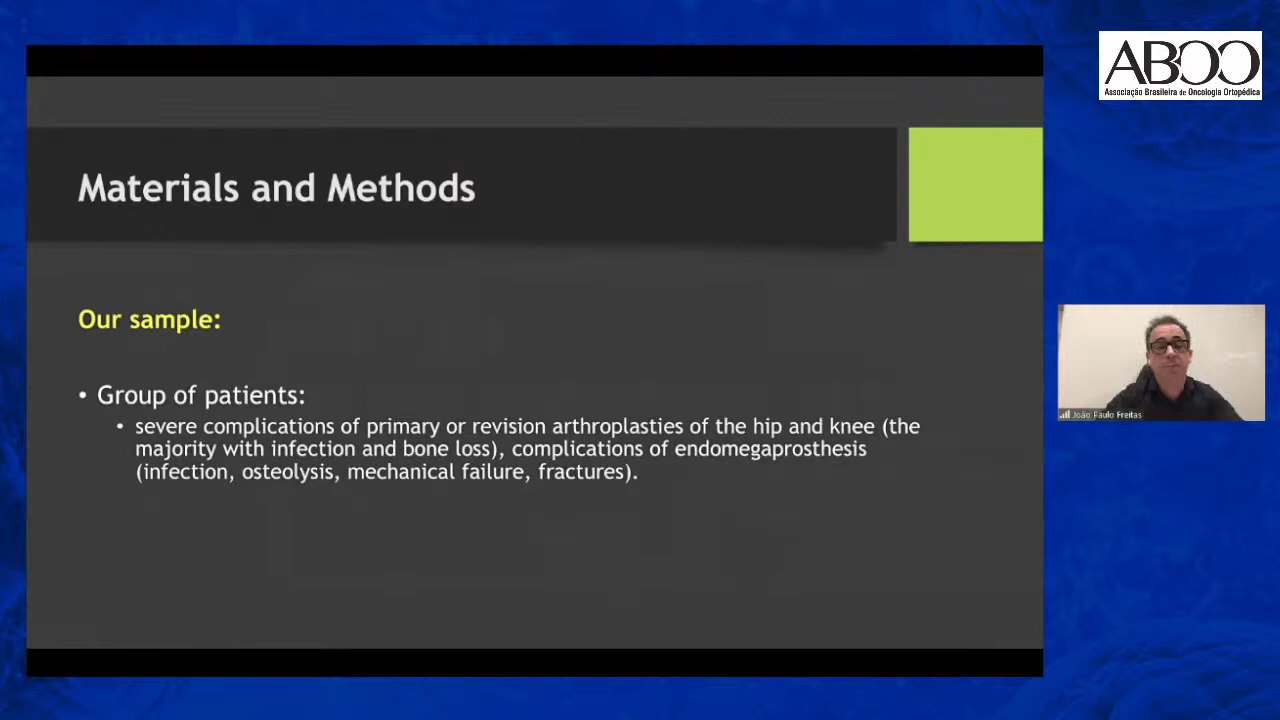 ABOO
Associação Brasileira de Oncologia Ortopédica
Materials and Methods
Our sample:
• Group of patients:
• severe complications of primary or revision arthroplasties of the hip and knee (the
majority with infection and bone loss), complications of endomegaprosthesis
(infection, osteolysis, mechanical failure, fractures).
João Paulo Freitas